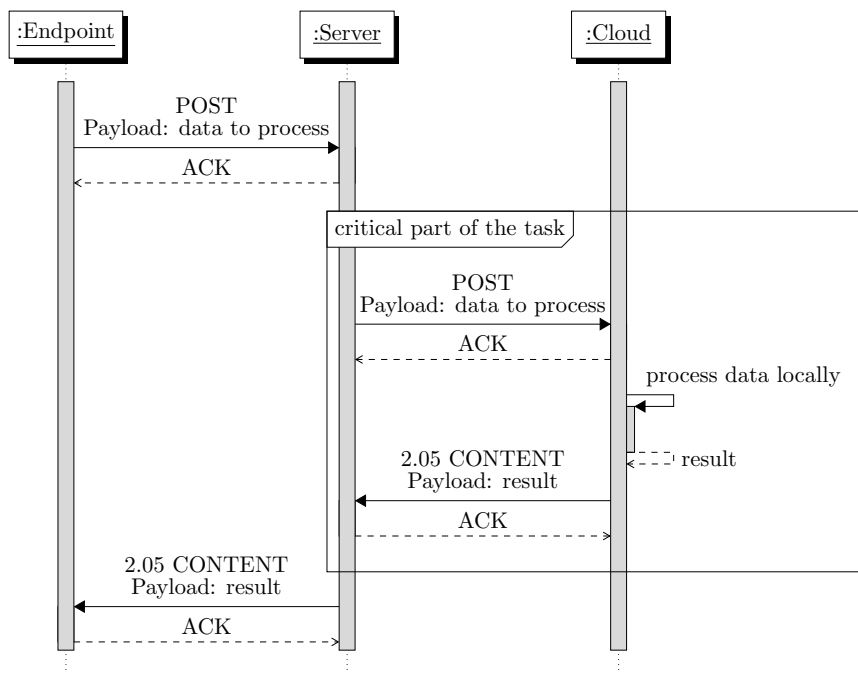 :Endpoint
:Server
:Cloud
POST
Payload: data to process
ACK
critical part of the task
POST
Payload: data to process
ACK
process data locally
result
2.05 CONTENT
Payload: result
ACK
2.05 CONTENT
Payload: result
ACK